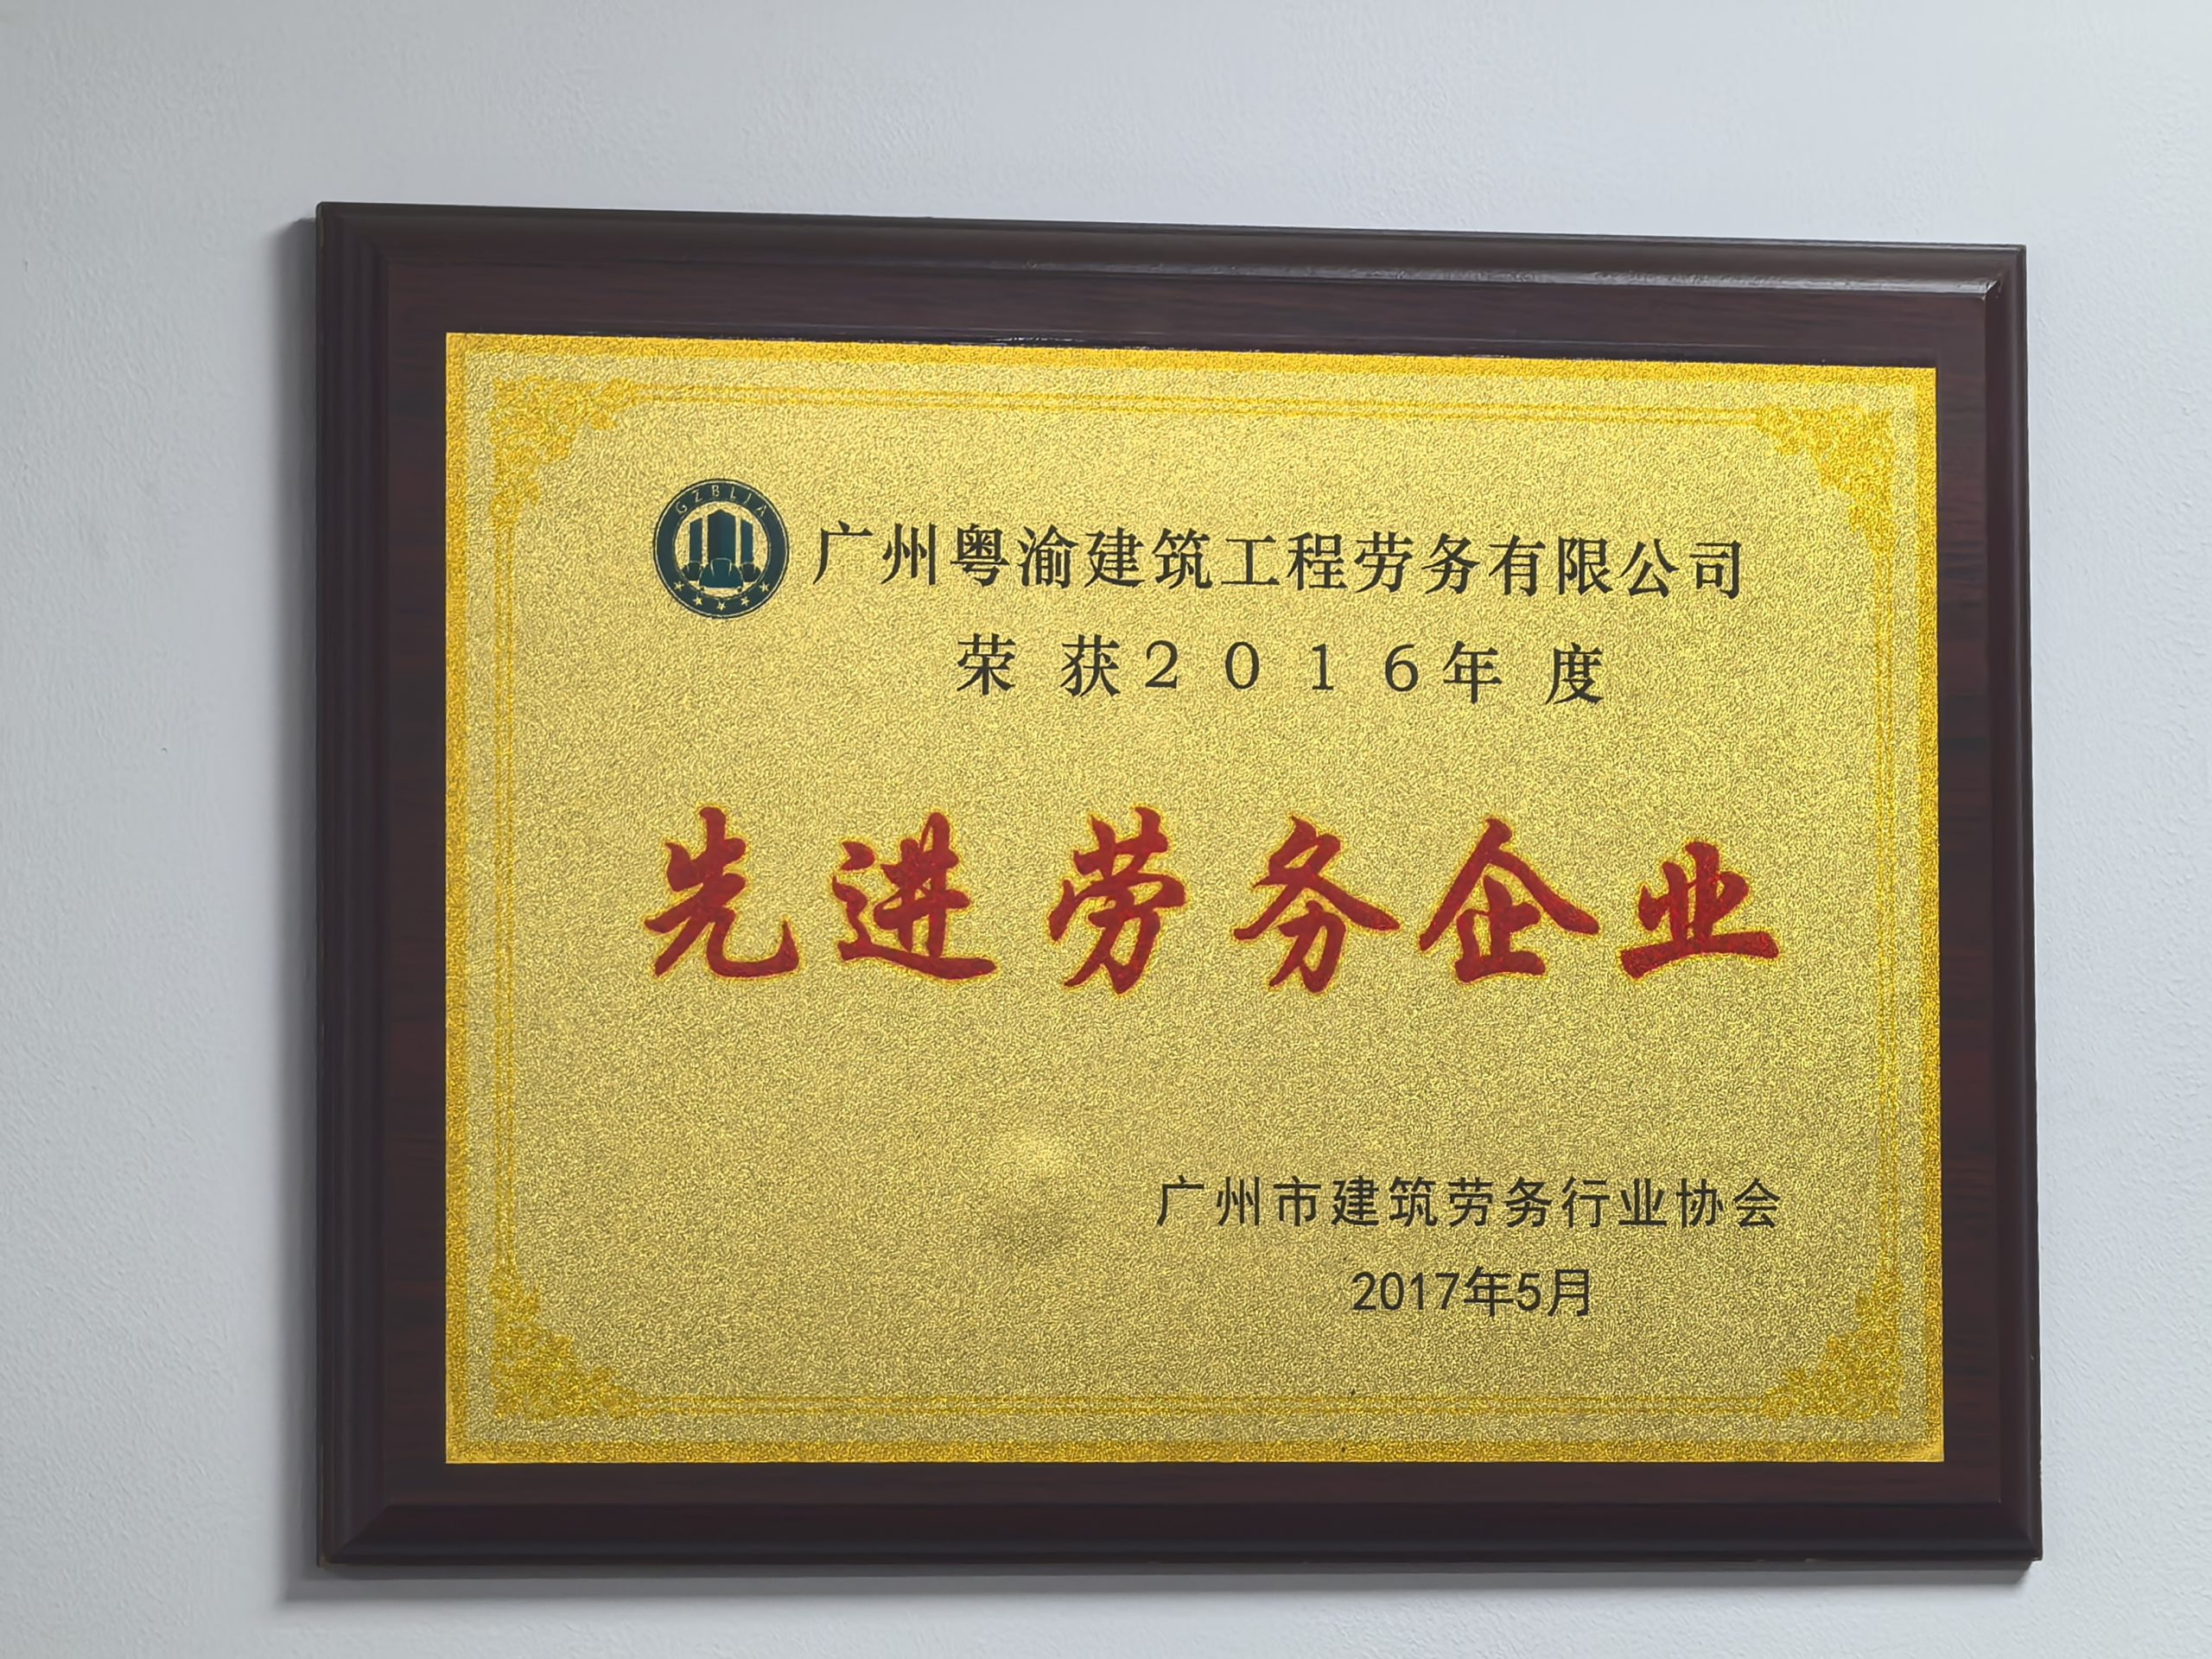 GZBLIA
广州粤渝建筑工程劳务有限公司
荣获2016年度
先进劳务企业
广州市建筑劳务行业协会
2017年5月